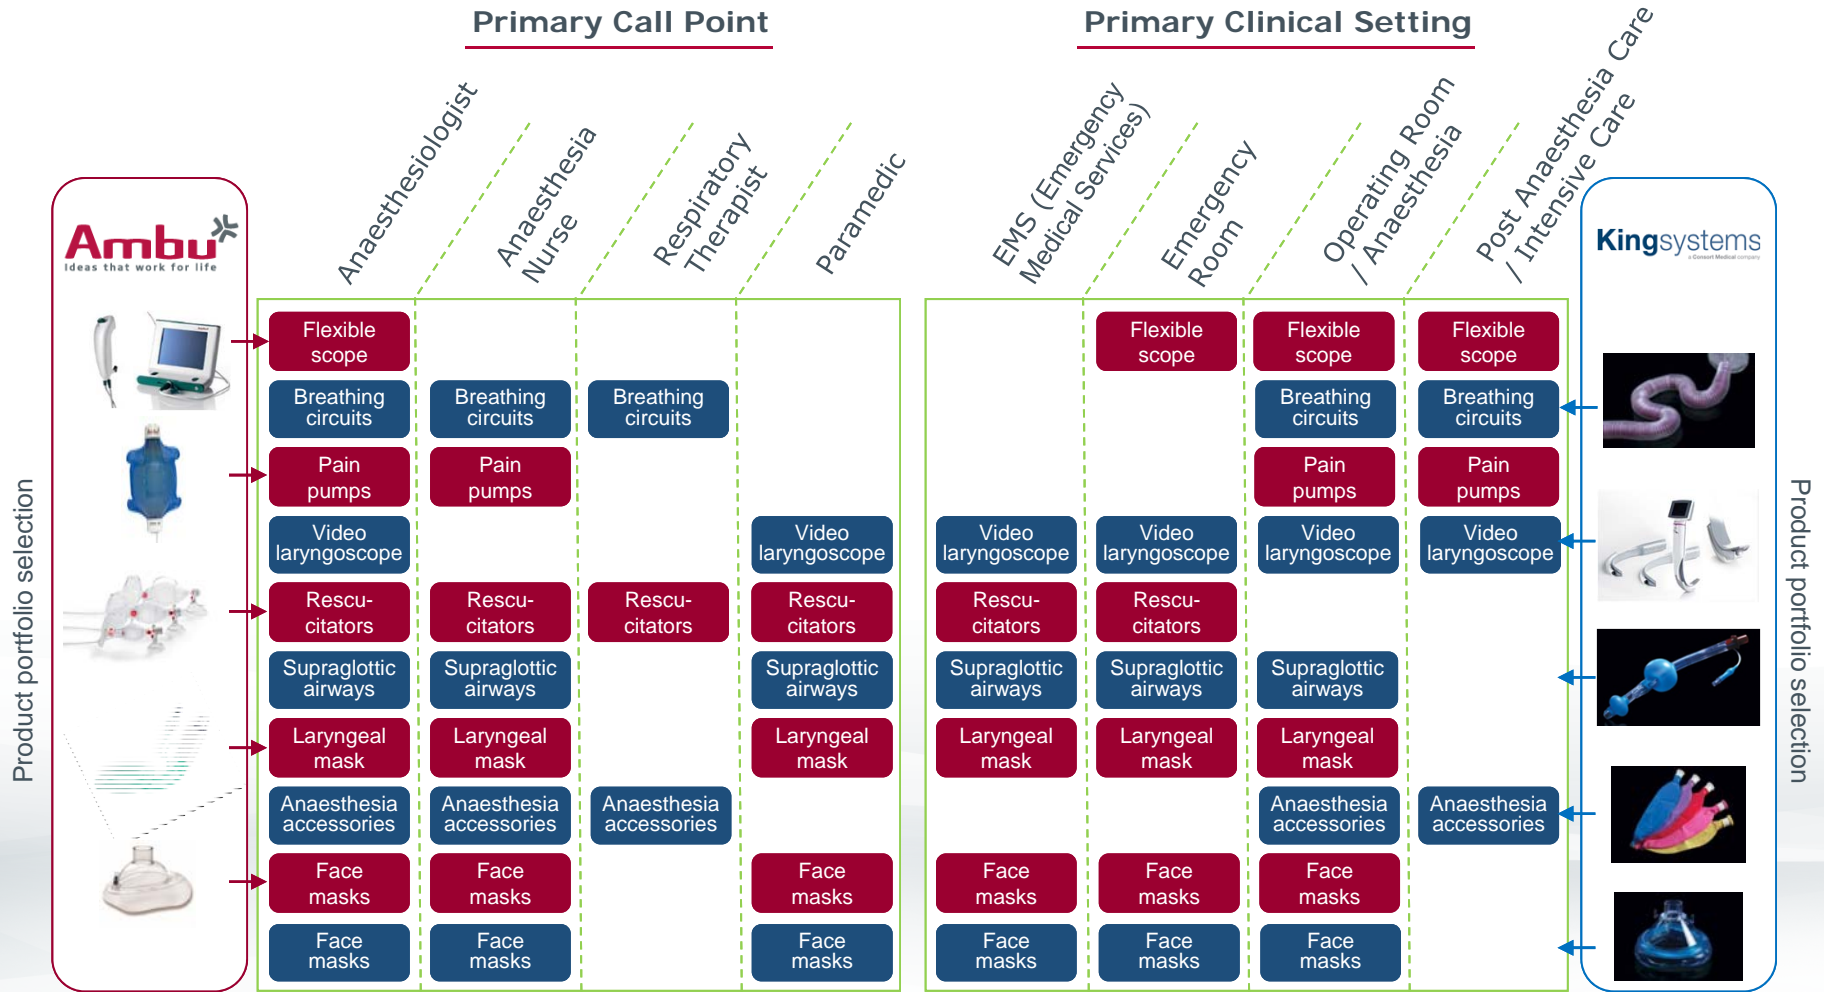 Primary Call Point
Primary Clinical Setting
Anaesthesiologist
Anaesthesia
Nurse
Respiratory
Therapist
Paramedic
EMS (Emergency
Medical Services)
Emergency
Room
Operating Room
/ Anaesthesia
Post Anaesthesia Care
/ Intensive Care
Product portfolio selection
Ambu
Ideas that work for life
Kingsystems
a Consort Medical company
Product portfolio selection
Flexible
scope
Flexible
scope
Flexible
scope
Flexible
scope
Breathing
circuits
Breathing
circuits
Breathing
circuits
Breathing
circuits
Breathing
circuits
Pain
pumps
Pain
pumps
Pain
pumps
Pain
pumps
Video
laryngoscope
Video
laryngoscope
Video
laryngoscope
Video
laryngoscope
Video
laryngoscope
Video
laryngoscope
Rescu-
citators
Rescu-
citators
Rescu-
citators
Rescu-
citators
Rescu-
citators
Rescu-
citators
Supraglottic
airways
Supraglottic
airways
Supraglottic
airways
Supraglottic
airways
Supraglottic
airways
Supraglottic
airways
Laryngeal
mask
Laryngeal
mask
Laryngeal
mask
Laryngeal
mask
Laryngeal
mask
Laryngeal
mask
Anaesthesia
accessories
Anaesthesia
accessories
Anaesthesia
accessories
Anaesthesia
accessories
Anaesthesia
accessories
Face
masks
Face
masks
Face
masks
Face
masks
Face
masks
Face
masks
Face
masks
Face
masks
Face
masks
Face
masks
Face
masks
Face
masks